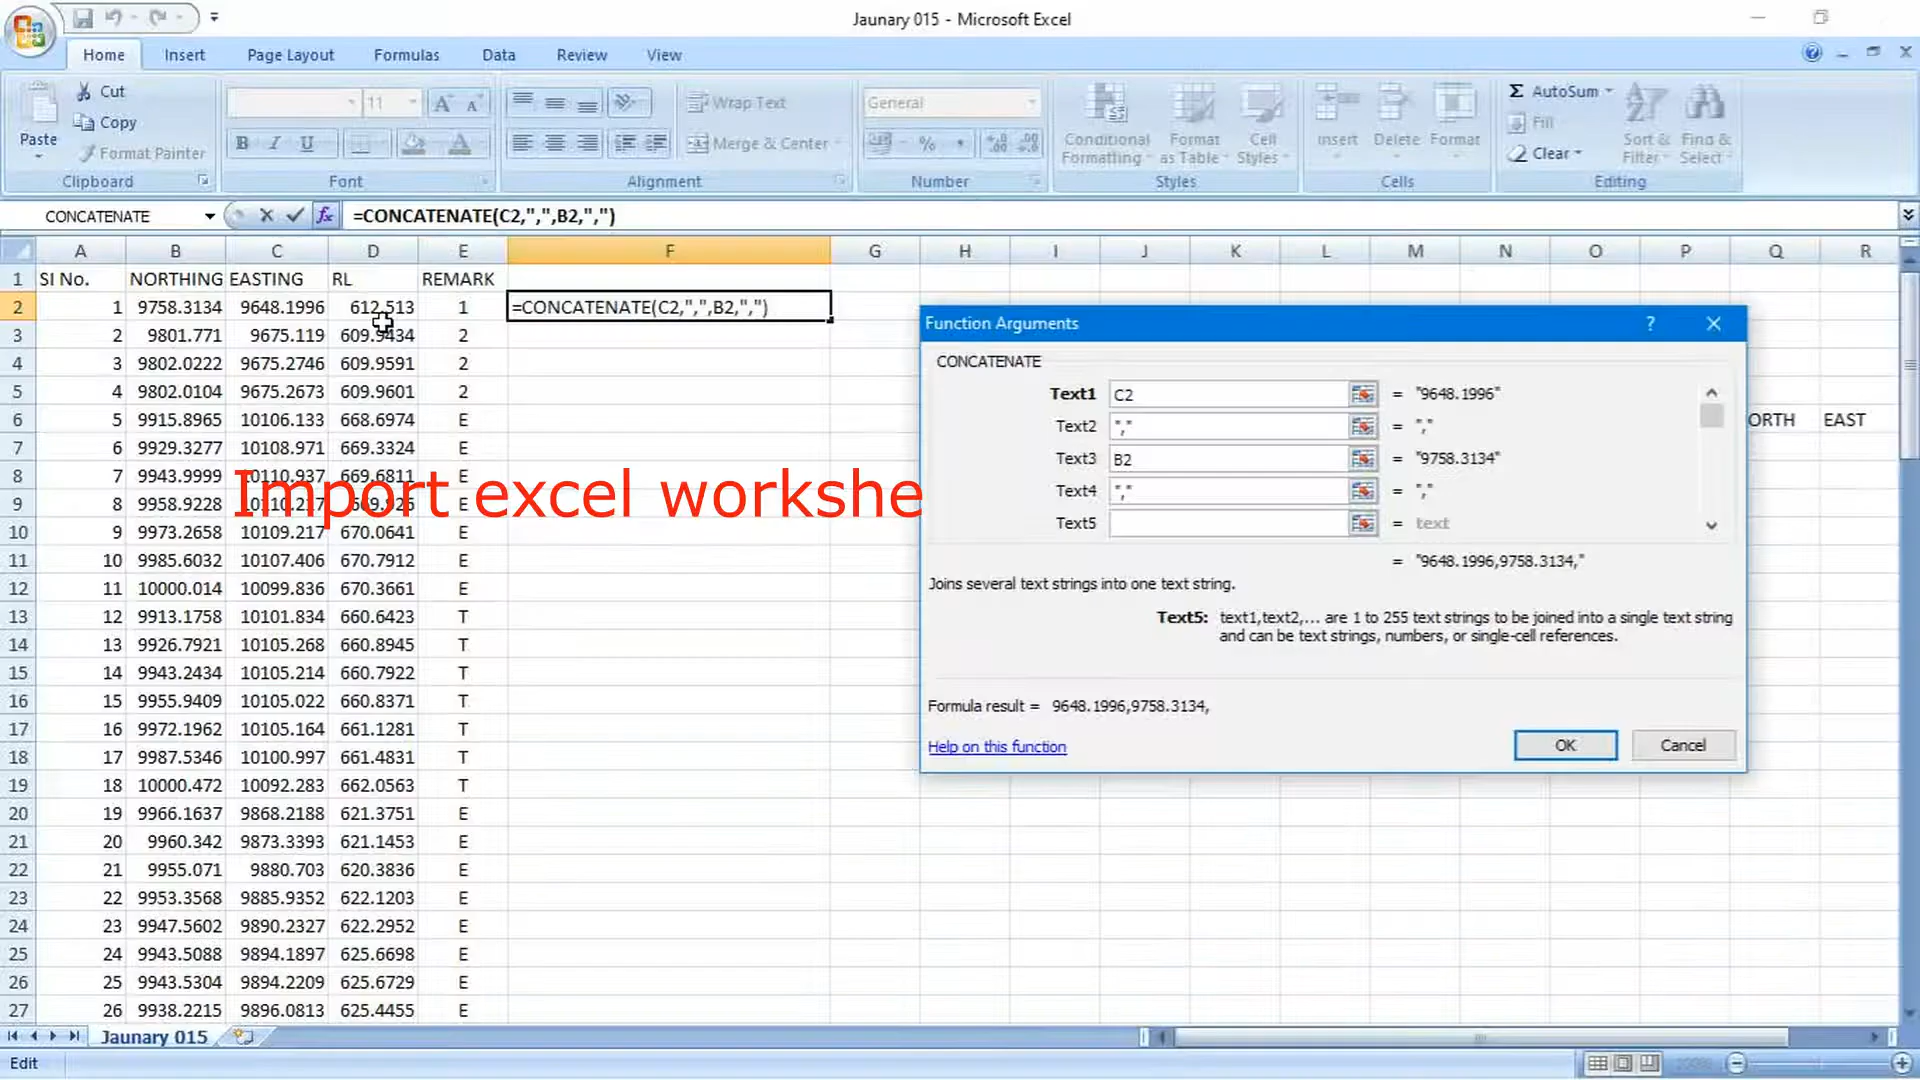 Jaunary 015 - Microsoft Excel
Home Insert Page Layout Formulas Data Review View
Cut
Copy
Format Painter
Paste
Clipboard
11
B I U
Font
Wrap Text
Merge & Center
Alignment
General
%
Number
Conditional Formatting
Format as Table
Cell Styles
Styles
Insert Delete Format
Cells
Σ AutoSum
Fill
Clear
Sort & Filter
Find & Select
Editing
CONCATENATE fx =CONCATENATE(C2,",",B2,",")
A B C D E F G H I J K L M N O P Q R
1 SI No. NORTHING EASTING RL REMARK
2 1 9758.3134 9648.1996 612.513 1 =CONCATENATE(C2,",",B2,",")
3 2 9801.771 9675.119 609.9434 2
4 3 9802.0222 9675.2746 609.9591 2
5 4 9802.0104 9675.2673 609.9601 2
6 5 9915.8965 10106.133 668.6974 E ORTH EAST
7 6 9929.3277 10108.971 669.3324 E
8 7 9943.9999 10110.937 669.6811 E
Import excel workshe
9 8 9958.9228 E
10 9 9973.2658 10109.217 670.0641 E
11 10 9985.6032 10107.406 670.7912 E
12 11 10000.014 10099.836 670.3661 E
13 12 9913.1758 10101.834 660.6423 T
14 13 9926.7921 10105.268 660.8945 T
15 14 9943.2434 10105.214 660.7922 T
16 15 9955.9409 10105.022 660.8371 T
17 16 9972.1962 10105.164 661.1281 T
18 17 9987.5346 10100.997 661.4831 T
19 18 10000.472 10092.283 662.0563 T
20 19 9966.1637 9868.2188 621.3751 E
21 20 9960.342 9873.3393 621.1453 E
22 21 9955.071 9880.703 620.3836 E
23 22 9953.3568 9885.9352 622.1203 E
24 23 9947.5602 9890.2327 622.2952 E
25 24 9943.5088 9894.1897 625.6698 E
26 25 9943.5304 9894.2209 625.6729 E
27 26 9938.2215 9896.0813 625.4455 E
Function Arguments ?
CONCATENATE
Text1 C2 = "9648.1996"
Text2 "," = ","
Text3 B2 = "9758.3134"
Text4 "," = ","
Text5 = text
= "9648.1996,9758.3134,"
Joins several text strings into one text string.
Text5: text1,text2,... are 1 to 255 text strings to be joined into a single text string
and can be text strings, numbers, or single-cell references.
Formula result = 9648.1996,9758.3134,
Help on this function
OK Cancel
Jaunary 015
Edit